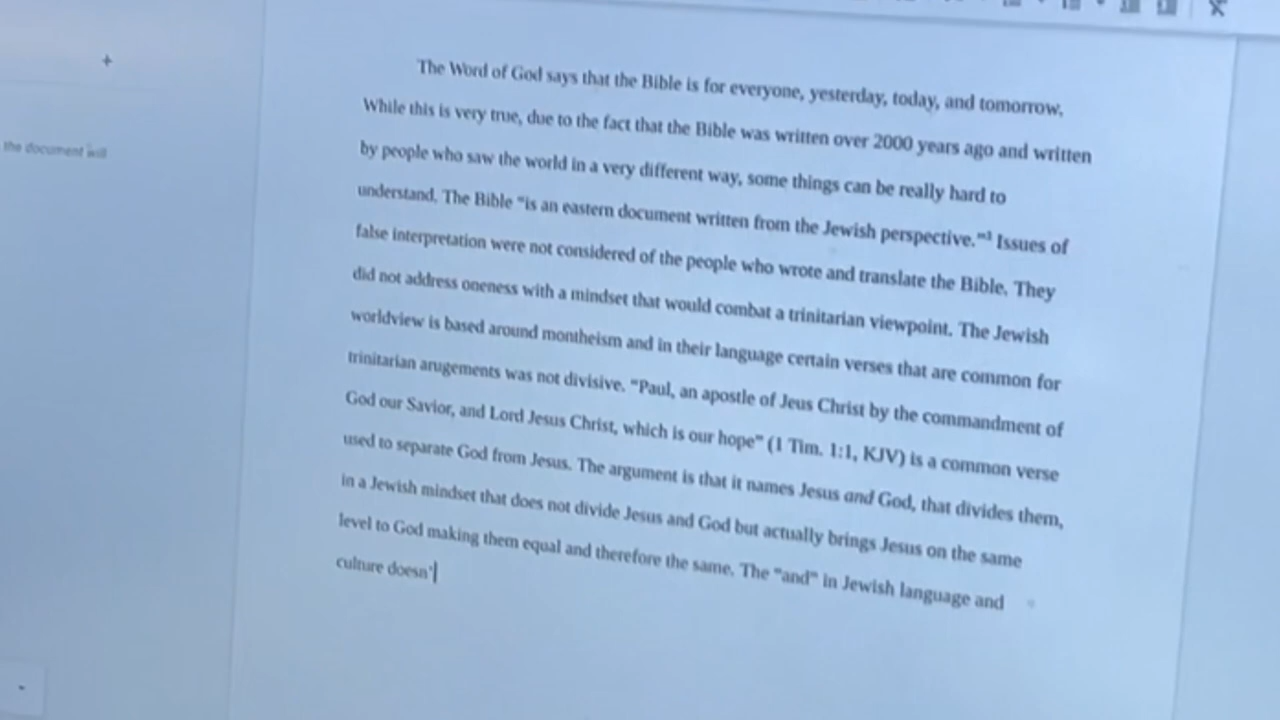 the document will
The Word of God says that the Bible is for everyone, yesterday, today, and tomorrow.
While this is very true, due to the fact that the Bible was written over 2000 years ago and written
by people who saw the world in a very different way, some things can be really hard to
understand. The Bible "is an eastern document written from the Jewish perspective."¹ Issues of
false interpretation were not considered of the people who wrote and translate the Bible. They
did not address oneness with a mindset that would combat a trinitarian viewpoint. The Jewish
worldview is based around montheism and in their language certain verses that are common for
trinitarian arugements was not divisive. "Paul, an apostle of Jeus Christ by the commandment of
God our Savior, and Lord Jesus Christ, which is our hope" (1 Tim. 1:1, KJV) is a common verse
used to separate God from Jesus. The argument is that it names Jesus and God, that divides them,
in a Jewish mindset that does not divide Jesus and God but actually brings Jesus on the same
level to God making them equal and therefore the same. The "and" in Jewish language and
culture doesn'